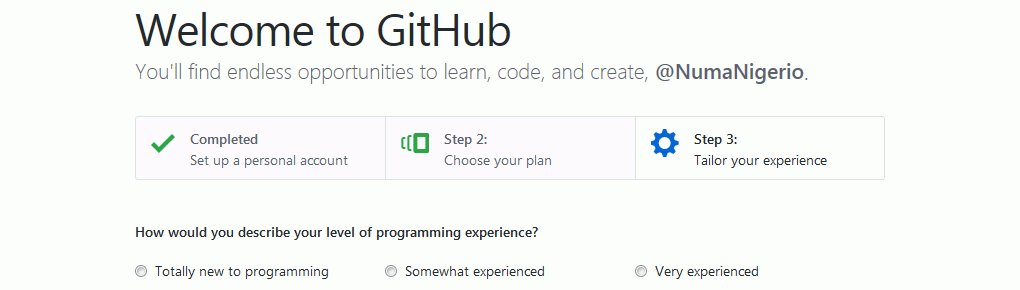 Welcome to GitHub
You'll find endless opportunities to learn, code, and create, @NumaNigerio.
Completed
Set up a personal account
Step 2:
Choose your plan
Step 3:
Tailor your experience
How would you describe your level of programming experience?
Totally new to programming Somewhat experienced Very experienced